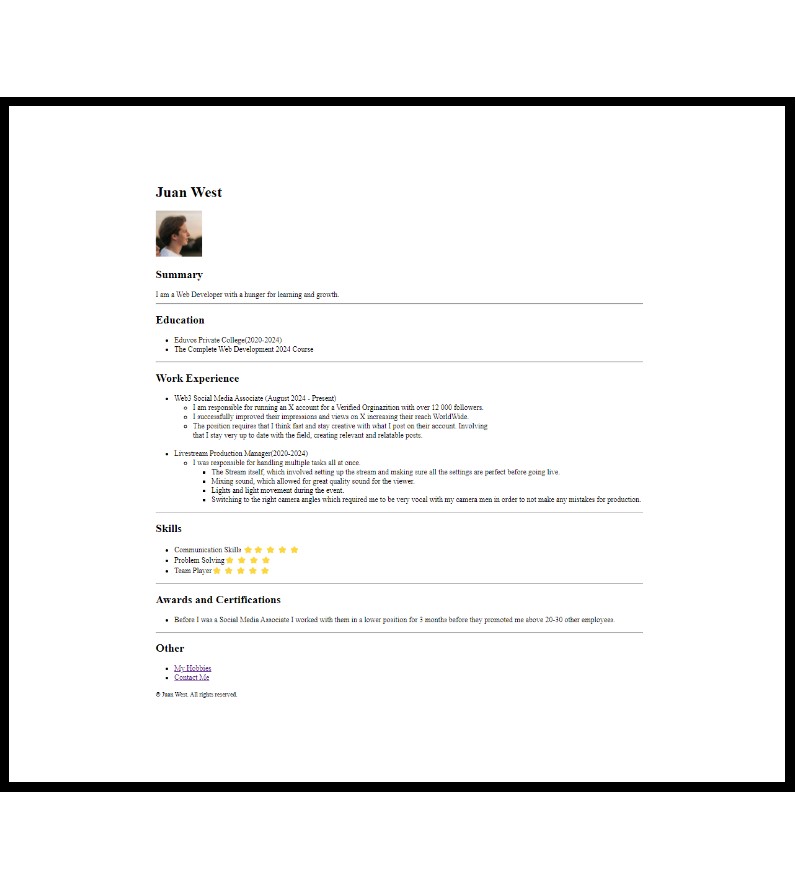 Juan West
Summary
I am a Web Developer with a hunger for learning and growth.
Education
Eduvos Private College(2020-2024)
The Complete Web Development 2024 Course
Work Experience
Web3 Social Media Associate (August 2024 - Present)
I am responsible for running an X account for a Verified Orginazition with over 12 000 followers.
I successfully improved their impressions and views on X increasing their reach WorldWide.
The position requires that I think fast and stay creative with what I post on their account. Involving
that I stay very up to date with the field, creating relevant and relatable posts.
Livestream Production Manager(2020-2024)
I was responsible for handling multiple tasks all at once.
The Stream itself, which involved setting up the stream and making sure all the settings are perfect before going live.
Mixing sound, which allowed for great quality sound for the viewer.
Lights and light movement during the event.
Switching to the right camera angles which required me to be very vocal with my camera men in order to not make any mistakes for production.
Skills
Communication Skills
Problem Solving
Team Player
Awards and Certifications
Before I was a Social Media Associate I worked with them in a lower position for 3 months before they promoted me above 20-30 other employees.
Other
My Hobbies
Contact Me
© Juan West. All rights reserved.